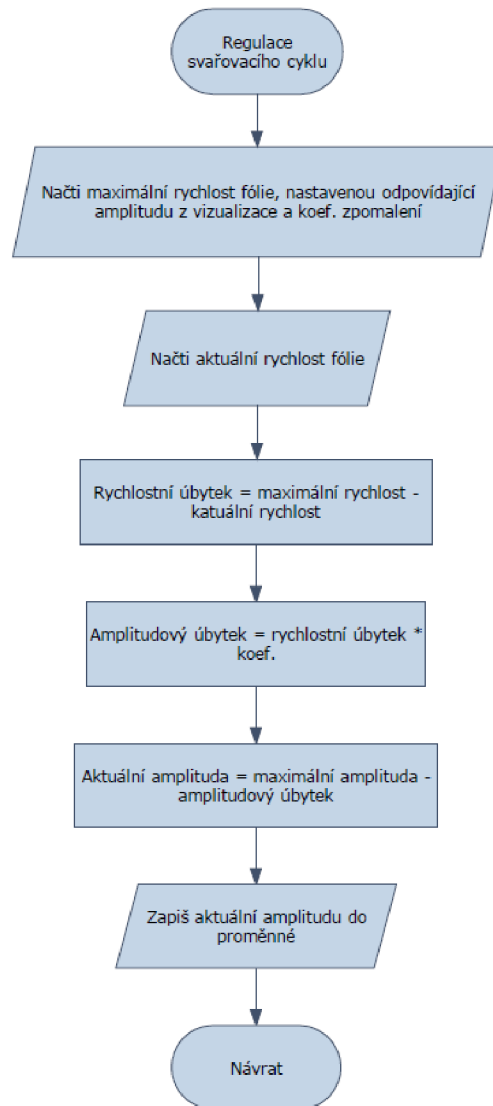 Regulace
svařovacího cyklu
Načti maximální rychlost fólie, nastavenou odpovídající
amplitudu z vizualizace a koef. zpomalení
Načti aktuální rychlost fólie
Rychlostní úbytek = maximální rychlost -
katuální rychlost
Amplitudový úbytek = rychlostní úbytek *
koef.
Aktuální amplituda = maximální amplituda -
amplitudový úbytek
Zapiš aktuální amplitudu do
proměnné
Návrat